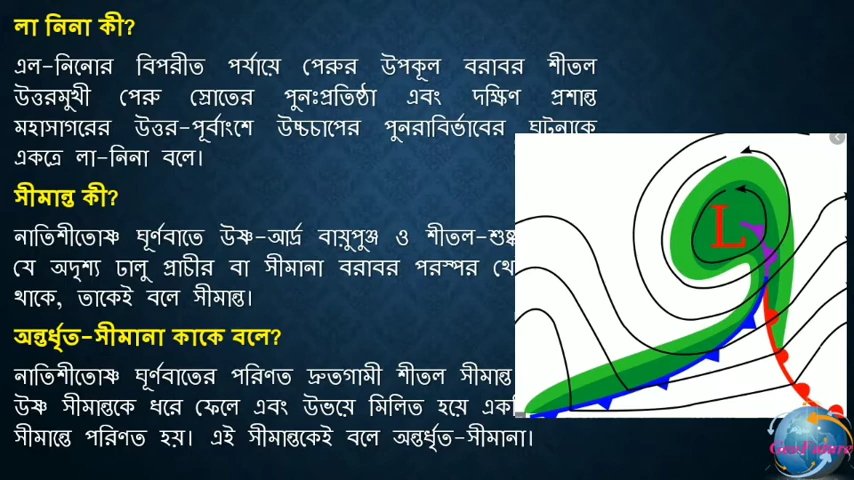 লা নিনা কী?
এল-নিনোর বিপরীত পর্যায়ে পেরুর উপকূল বরাবর শীতল
উত্তরমুখী পেরু স্রোতের পুনঃপ্রতিষ্ঠা এবং দক্ষিণ প্রশান্ত
মহাসাগরের উত্তর-পূর্বাংশে উচ্চচাপের পুনরাবির্ভাবের ঘটনাকে
একত্রে লা-নিনা বলে।
সীমান্ত কী?
নাতিশীতোষ্ণ ঘূর্ণবাতে উষ্ণ-আর্দ্র বায়ুপুঞ্জ ও শীতল-শুষ্ক
যে অদৃশ্য ঢালু প্রাচীর বা সীমানা বরাবর পরস্পর
থাকে, তাকেই বলে সীমান্ত।
অন্তর্ধৃত-সীমানা কাকে বলে?
নাতিশীতোষ্ণ ঘূর্ণবাতের পরিণত দ্রুতগামী শীতল সীমান্ত
উষ্ণ সীমান্তকে ধরে ফেলে এবং উভয়ে মিলিত হয়ে
সীমান্তে পরিণত হয়। এই সীমান্তকেই বলে অন্তর্ধৃত-সীমানা।
L
GeoFuture